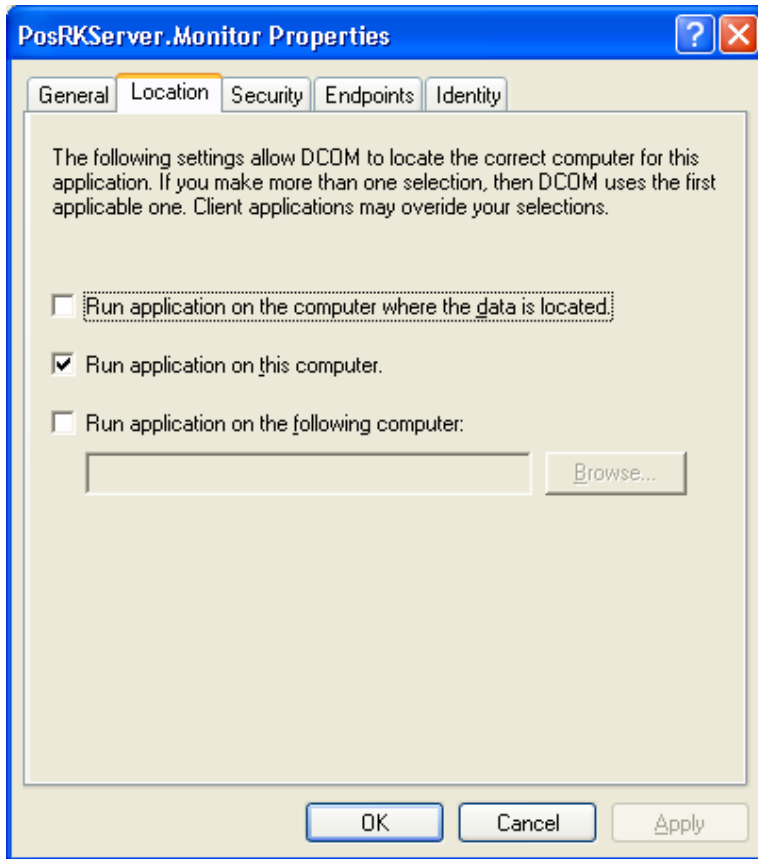 PosRKServer.Monitor Properties
General Location Security Endpoints Identity
The following settings allow DCOM to locate the correct computer for this
application. If you make more than one selection, then DCOM uses the first
applicable one. Client applications may overide your selections.
Run application on the computer where the data is located.
Run application on this computer.
Run application on the following computer:
Browse...
OK Cancel Apply